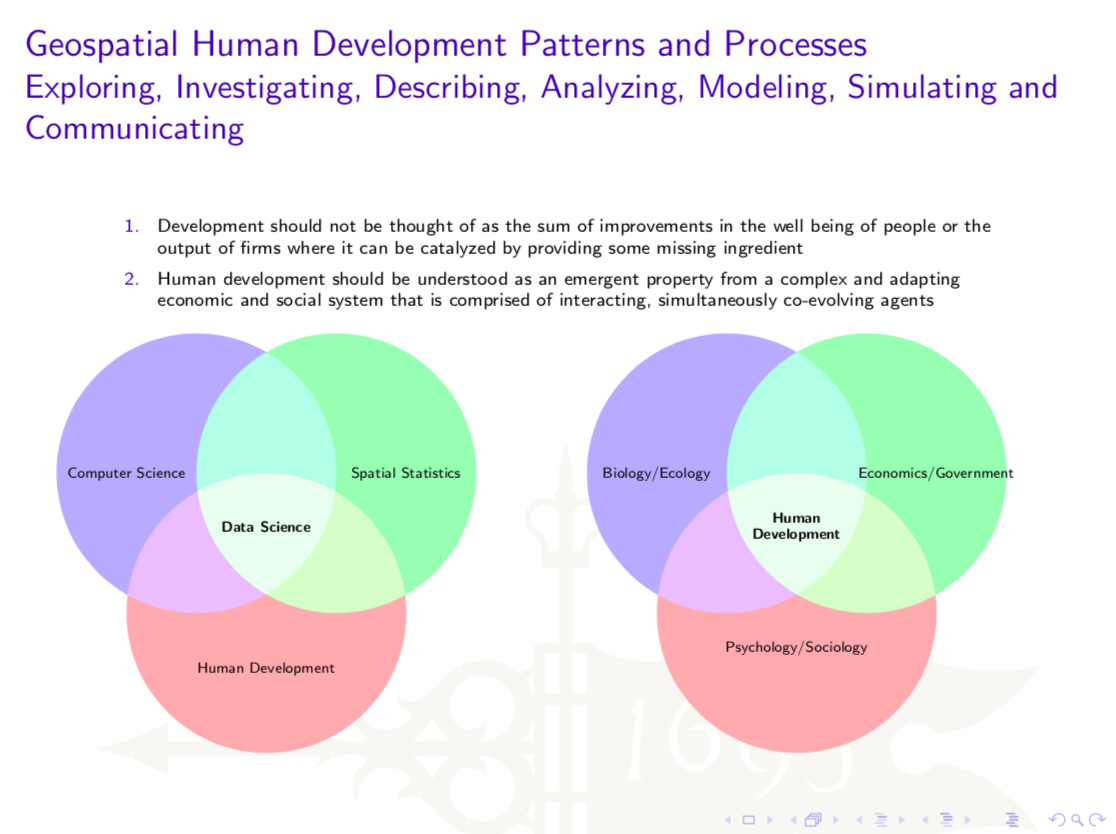 Geospatial Human Development Patterns and Processes
Exploring, Investigating, Describing, Analyzing, Modeling, Simulating and
Communicating
1. Development should not be thought of as the sum of improvements in the well being of people or the
output of firms where it can be catalyzed by providing some missing ingredient
2. Human development should be understood as an emergent property from a complex and adapting
economic and social system that is comprised of interacting, simultaneously co-evolving agents
Computer Science
Spatial Statistics
Data Science
Human Development
Biology/Ecology
Economics/Government
Human
Development
Psychology/Sociology
1693